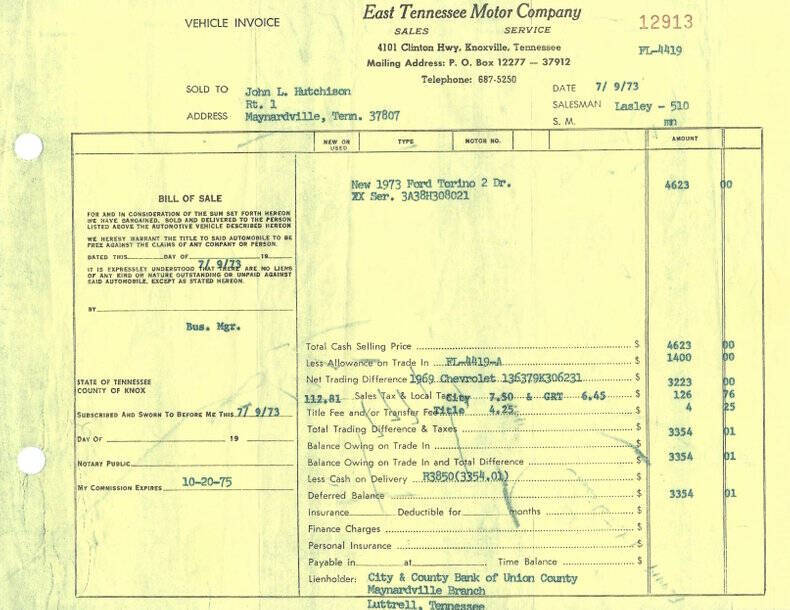 VEHICLE INVOICE
East Tennessee Motor Company
SALES SERVICE
4101 Clinton Hwy, Knoxville, Tennessee
Mailing Address: P. O. Box 12277 — 37912
Telephone: 687-5250
12913
FL-4419
SOLD TO John L. Hutchison
Rt. 1
ADDRESS Maynardville, Tenn. 37807
DATE 7/ 9/73
SALESMAN Lasley - 510
S. M. mn
NEW OR USED TYPE MOTOR NO. AMOUNT
New 1973 Ford Torino 2 Dr. 4623 00
XX Ser. 3A38H308021
BILL OF SALE
FOR AND IN CONSIDERATION OF THE SUM SET FORTH HEREON
WE HAVE BARGAINED, SOLD AND DELIVERED TO THE PERSON
LISTED ABOVE THE AUTOMOTIVE VEHICLE DESCRIBED HEREON
WE HEREBY WARRANT THE TITLE TO SAID AUTOMOBILE TO BE
FREE AGAINST THE CLAIMS OF ANY COMPANY OR PERSON.
DATED THIS DAY OF 19
7/ 9/73
IT IS EXPRESSLEY UNDERSTOOD THAT THERE ARE NO LIENS
OF ANY KIND OR NATURE OUTSTANDING OR UNPAID AGAINST
SAID AUTOMOBILE, EXCEPT AS STATED HEREON.
BY
Bus. Mgr.
STATE OF TENNESSEE
COUNTY OF KNOX
SUBSCRIBED AND SWORN TO BEFORE ME THIS 7/ 9/73
DAY OF 19
NOTARY PUBLIC
MY COMMISSION EXPIRES 10-20-75
Total Cash Selling Price $ 4623 00
Less Allowance on Trade In FL-4419-A $ 1400 00
Net Trading Difference 1969 Chevrolet 136379K306231 $ 3223 00
112.81 Sales Tax & Local Tax City 7.50 & GRT 6.45 $ 126 76
Title Fee and/or Transfer Fee Title 4.25 $ 4 25
Total Trading Difference & Taxes $ 3354 01
Balance Owing on Trade In $
Balance Owing on Trade In and Total Difference $ 3354 01
Less Cash on Delivery R3850(3354.01) $
Deferred Balance $ 3354 01
Insurance Deductible for months $
Finance Charges $
Personal Insurance $
Payable in at Time Balance $
Lienholder: City & County Bank of Union County
Maynardville Branch
Luttrell, Tennessee